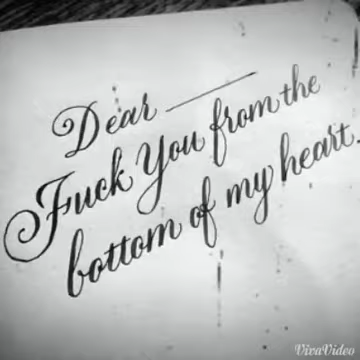 Dear ———
Fuck You from the
bottom of my heart.
VivaVideo